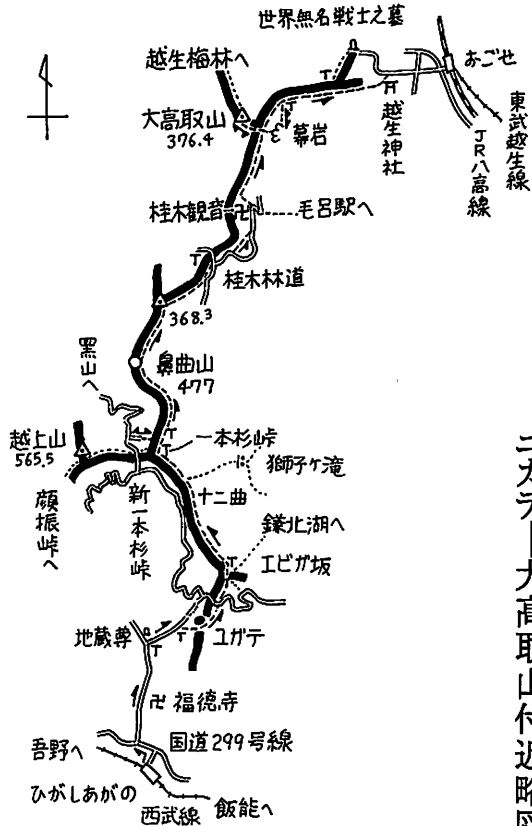 世界無名戦士之墓
越生梅林へ
おごせ
大高取山
376.4
幕岩
越生神社
東武越生線
JR八高線
桂木観音
毛呂駅へ
桂木林道
368.3
黒山へ
鼻曲山
477
越上山
565.5
一本杉峠
獅子ケ滝
顔振峠へ
新一本杉峠
十二曲
鎌北湖へ
エビガ坂
地蔵尊
ユガテ
卍福徳寺
吾野へ
国道299号線
ひがしあがの
西武線
飯能へ
ユガテー大高取山付近略図